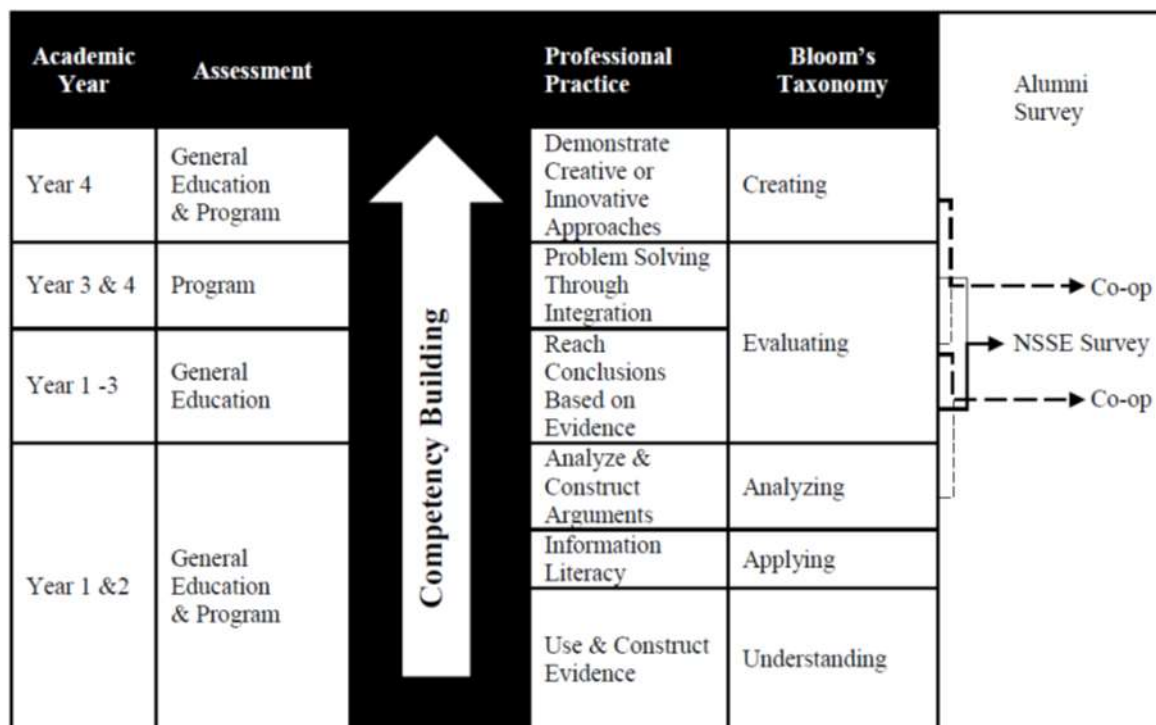 Academic
Year
Assessment
Professional
Practice
Bloom's
Taxonomy
Alumni
Survey
Year 4
General
Education
& Program
Demonstrate
Creative or
Innovative
Approaches
Creating
Year 3 & 4
Program
Problem Solving
Through
Integration
Evaluating
Year 1 -3
General
Education
Reach
Conclusions
Based on
Evidence
Year 1 &2
General
Education
& Program
Analyze &
Construct
Arguments
Analyzing
Information
Literacy
Applying
Use & Construct
Evidence
Understanding
Competency Building
Co-op
NSSE Survey
Co-op